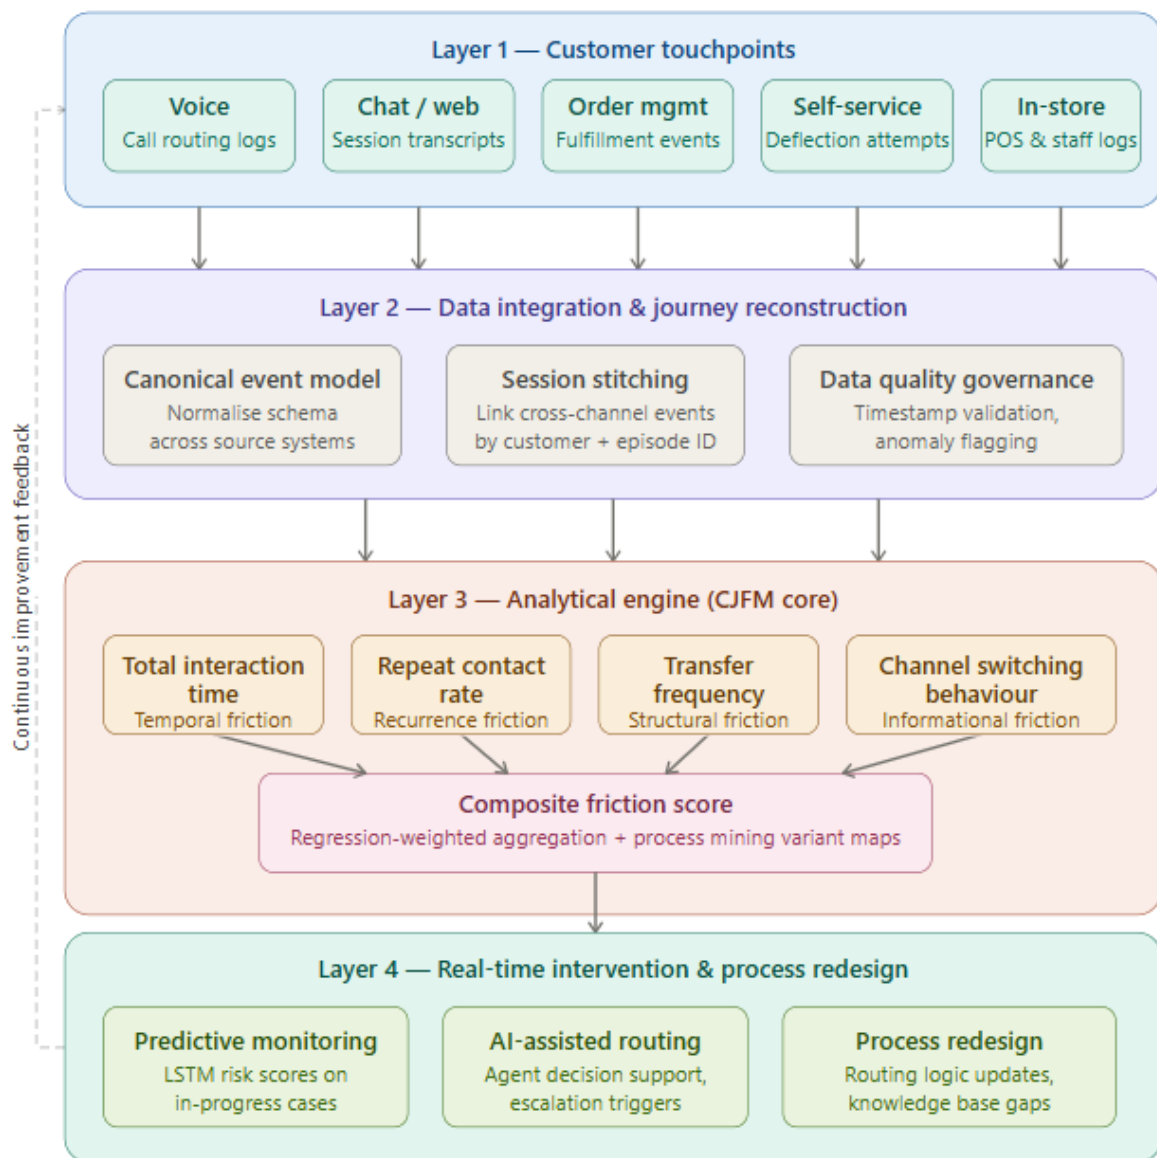 Layer 1 — Customer touchpoints
Voice
Call routing logs
Chat / web
Session transcripts
Order mgmt
Fulfillment events
Self-service
Deflection attempts
In-store
POS & staff logs
Layer 2 — Data integration & journey reconstruction
Canonical event model
Normalise schema
across source systems
Session stitching
Link cross-channel events
by customer + episode ID
Data quality governance
Timestamp validation,
anomaly flagging
Continuous improvement feedback
Layer 3 — Analytical engine (CJFM core)
Total interaction
time
Temporal friction
Repeat contact
rate
Recurrence friction
Transfer
frequency
Structural friction
Channel switching
behaviour
Informational friction
Composite friction score
Regression-weighted aggregation + process mining variant maps
Layer 4 — Real-time intervention & process redesign
Predictive monitoring
LSTM risk scores on
in-progress cases
AI-assisted routing
Agent decision support,
escalation triggers
Process redesign
Routing logic updates,
knowledge base gaps